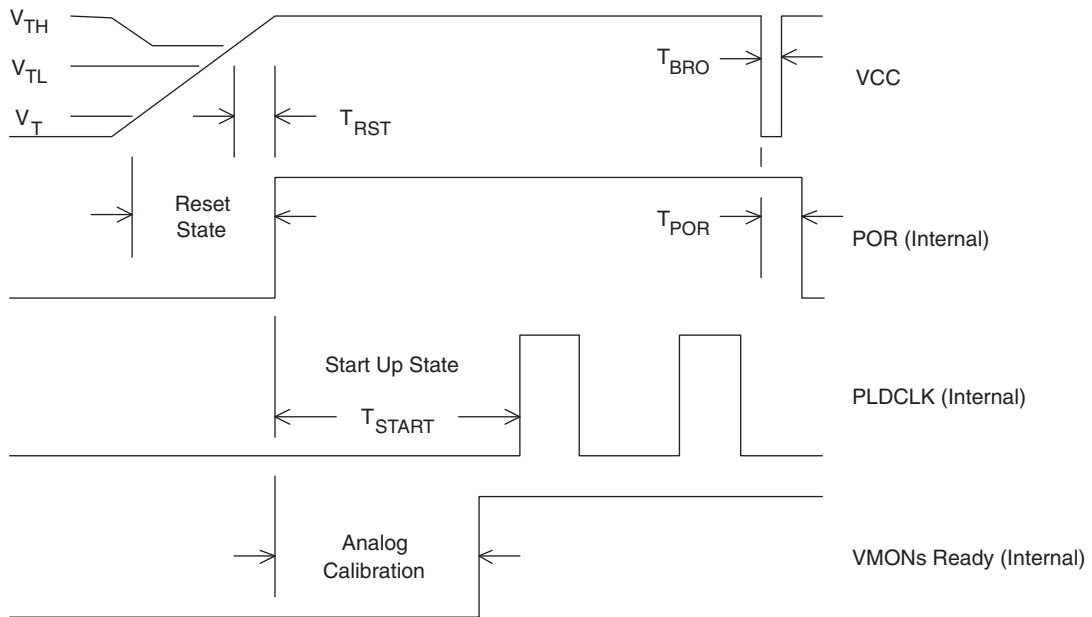 VTH
VTL
VT
TRST
TBRO
VCC
Reset
State
TPOR
POR (Internal)
Start Up State
TSTART
PLDCLK (Internal)
Analog
Calibration
VMONs Ready (Internal)